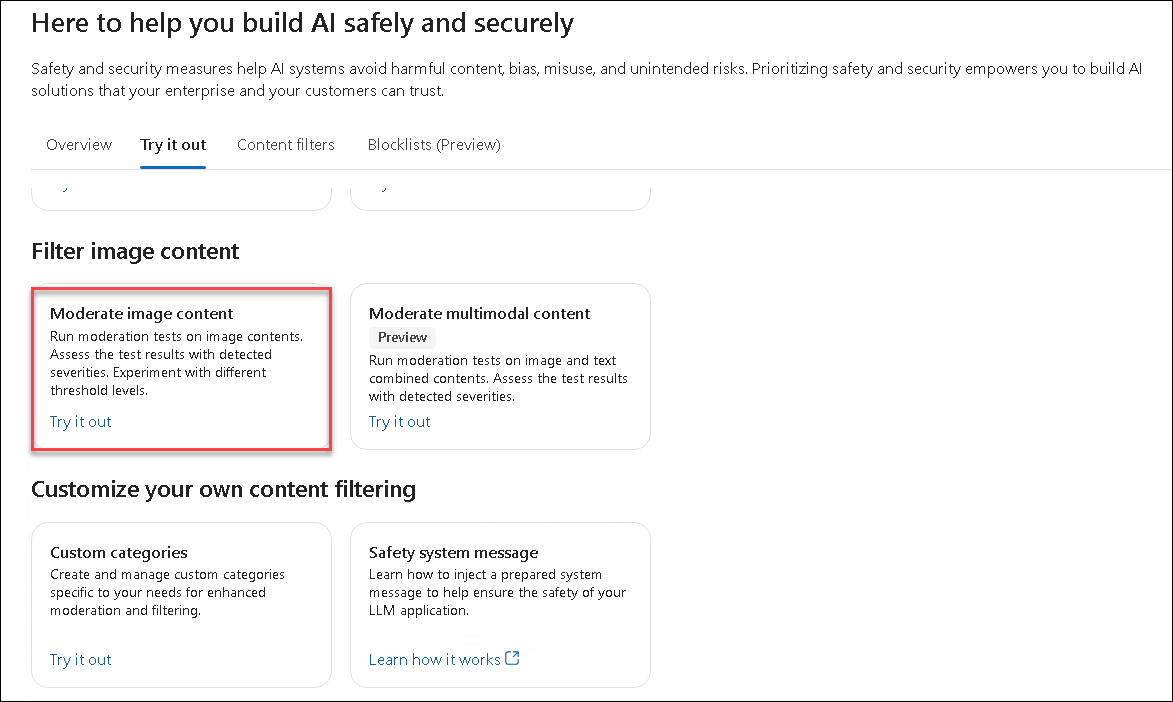 Here to help you build AI safely and securely
Safety and security measures help AI systems avoid harmful content, bias, misuse, and unintended risks. Prioritizing safety and security empowers you to build AI
solutions that your enterprise and your customers can trust.
Overview Try it out Content filters Blocklists (Preview)
Filter image content
Moderate image content
Run moderation tests on image contents.
Assess the test results with detected
severities. Experiment with different
threshold levels.
Try it out
Moderate multimodal content
Preview
Run moderation tests on image and text
combined contents. Assess the test results
with detected severities.
Try it out
Customize your own content filtering
Custom categories
Create and manage custom categories
specific to your needs for enhanced
moderation and filtering.
Try it out
Safety system message
Learn how to inject a prepared system
message to help ensure the safety of your
LLM application.
Learn how it works